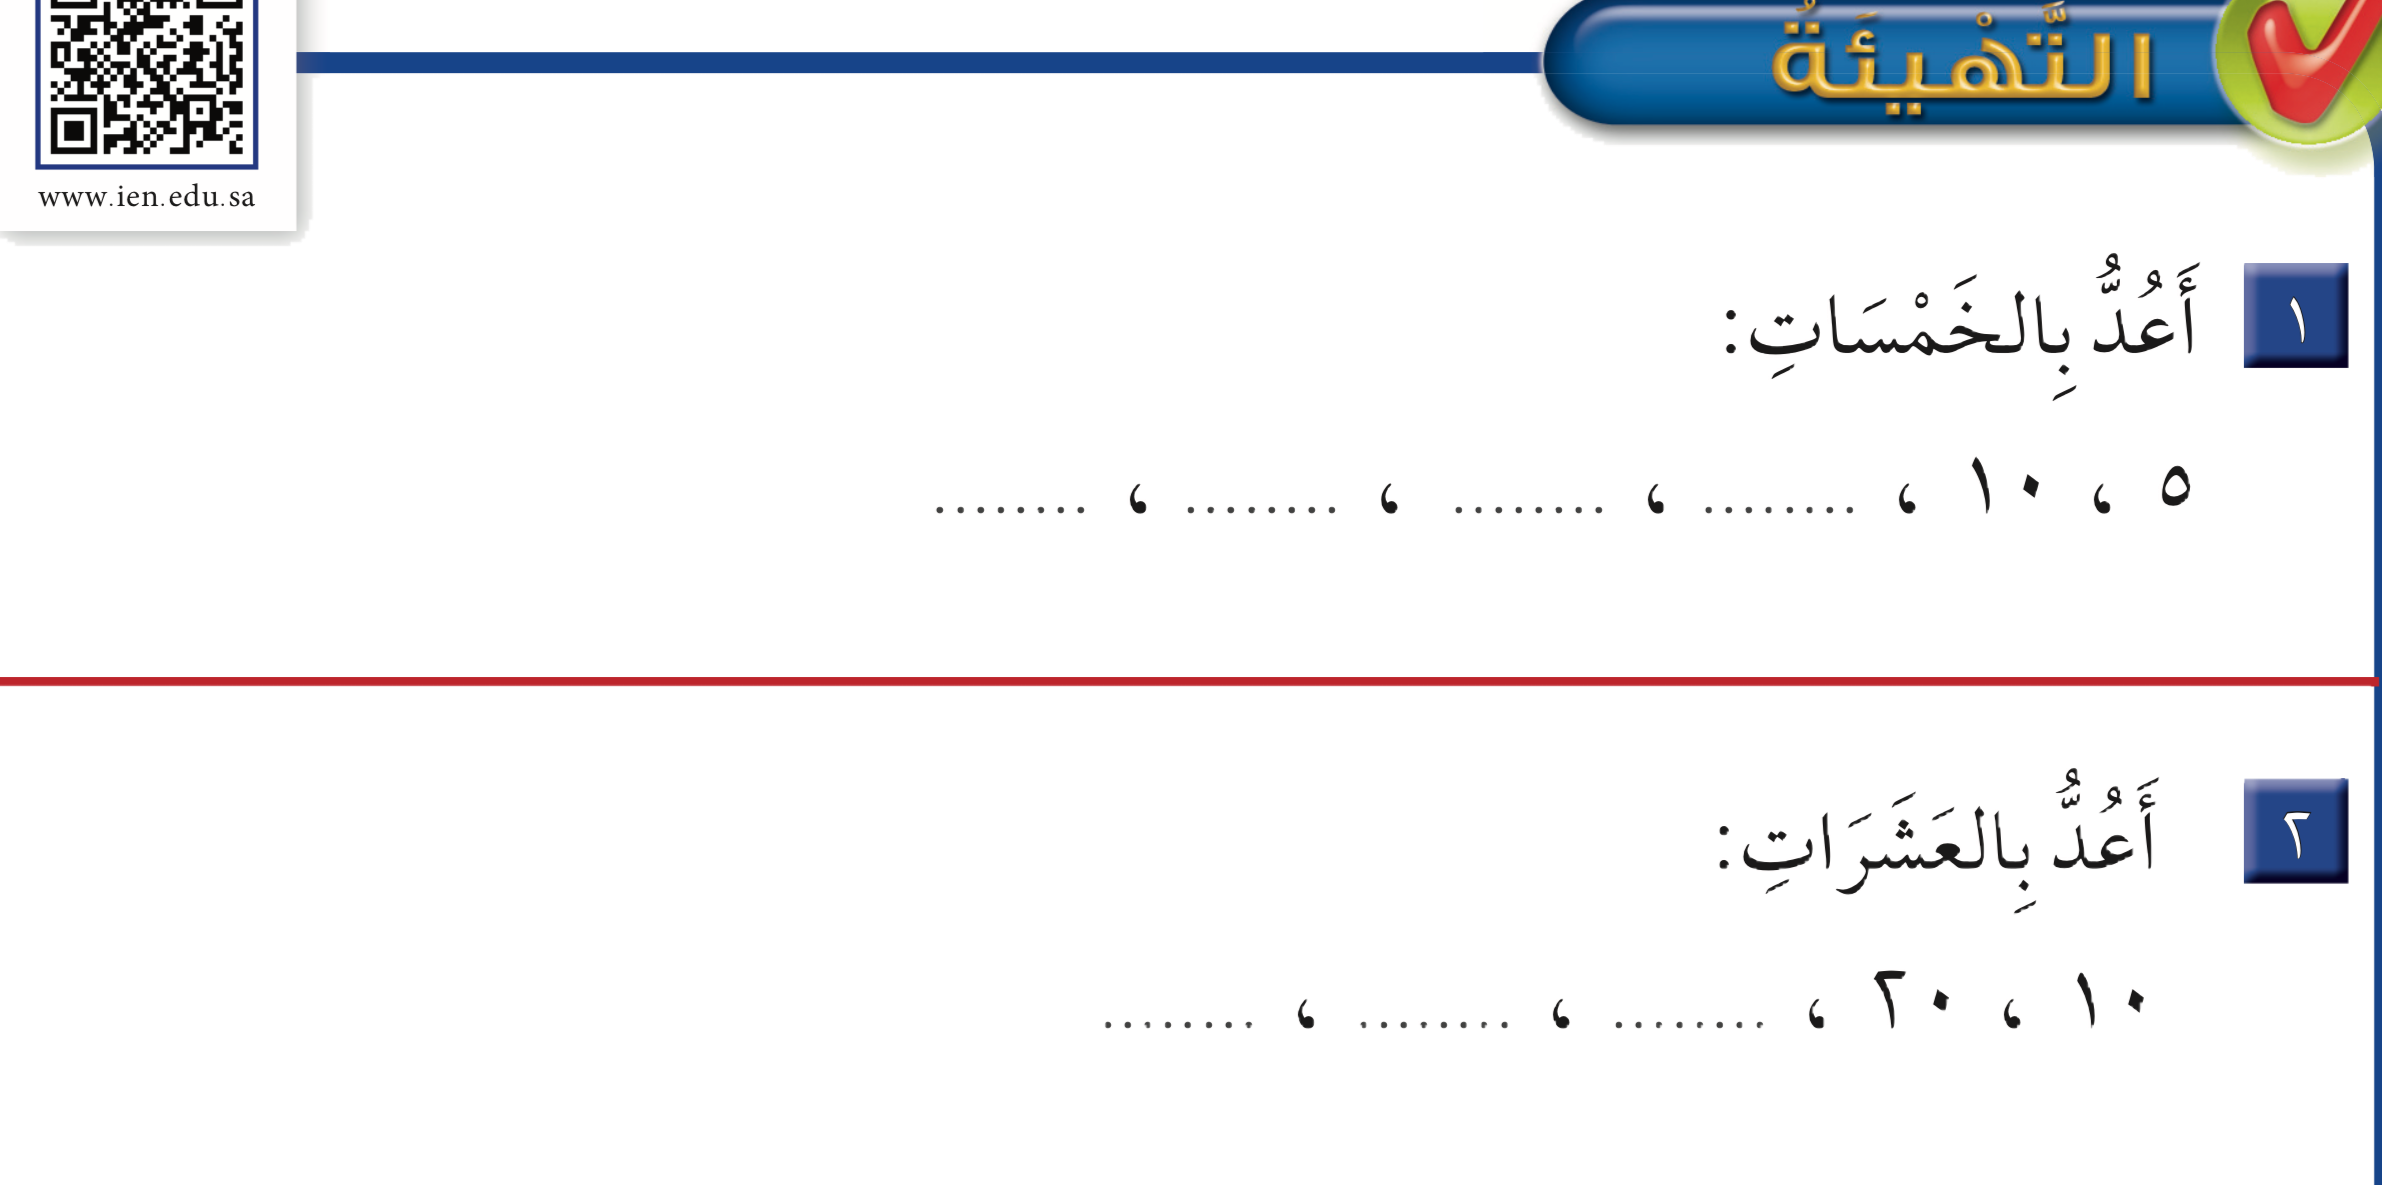 التَّهْيِئَةُ
www.ien.edu.sa
١ أَعُدُّ بِالخَمْسَاتِ:
٥ ، ١٠ ، ........ ، ........ ، ........ ، ........
٢ أَعُدُّ بِالعَشَرَاتِ:
١٠ ، ٢٠ ، ........ ، ........ ، ........